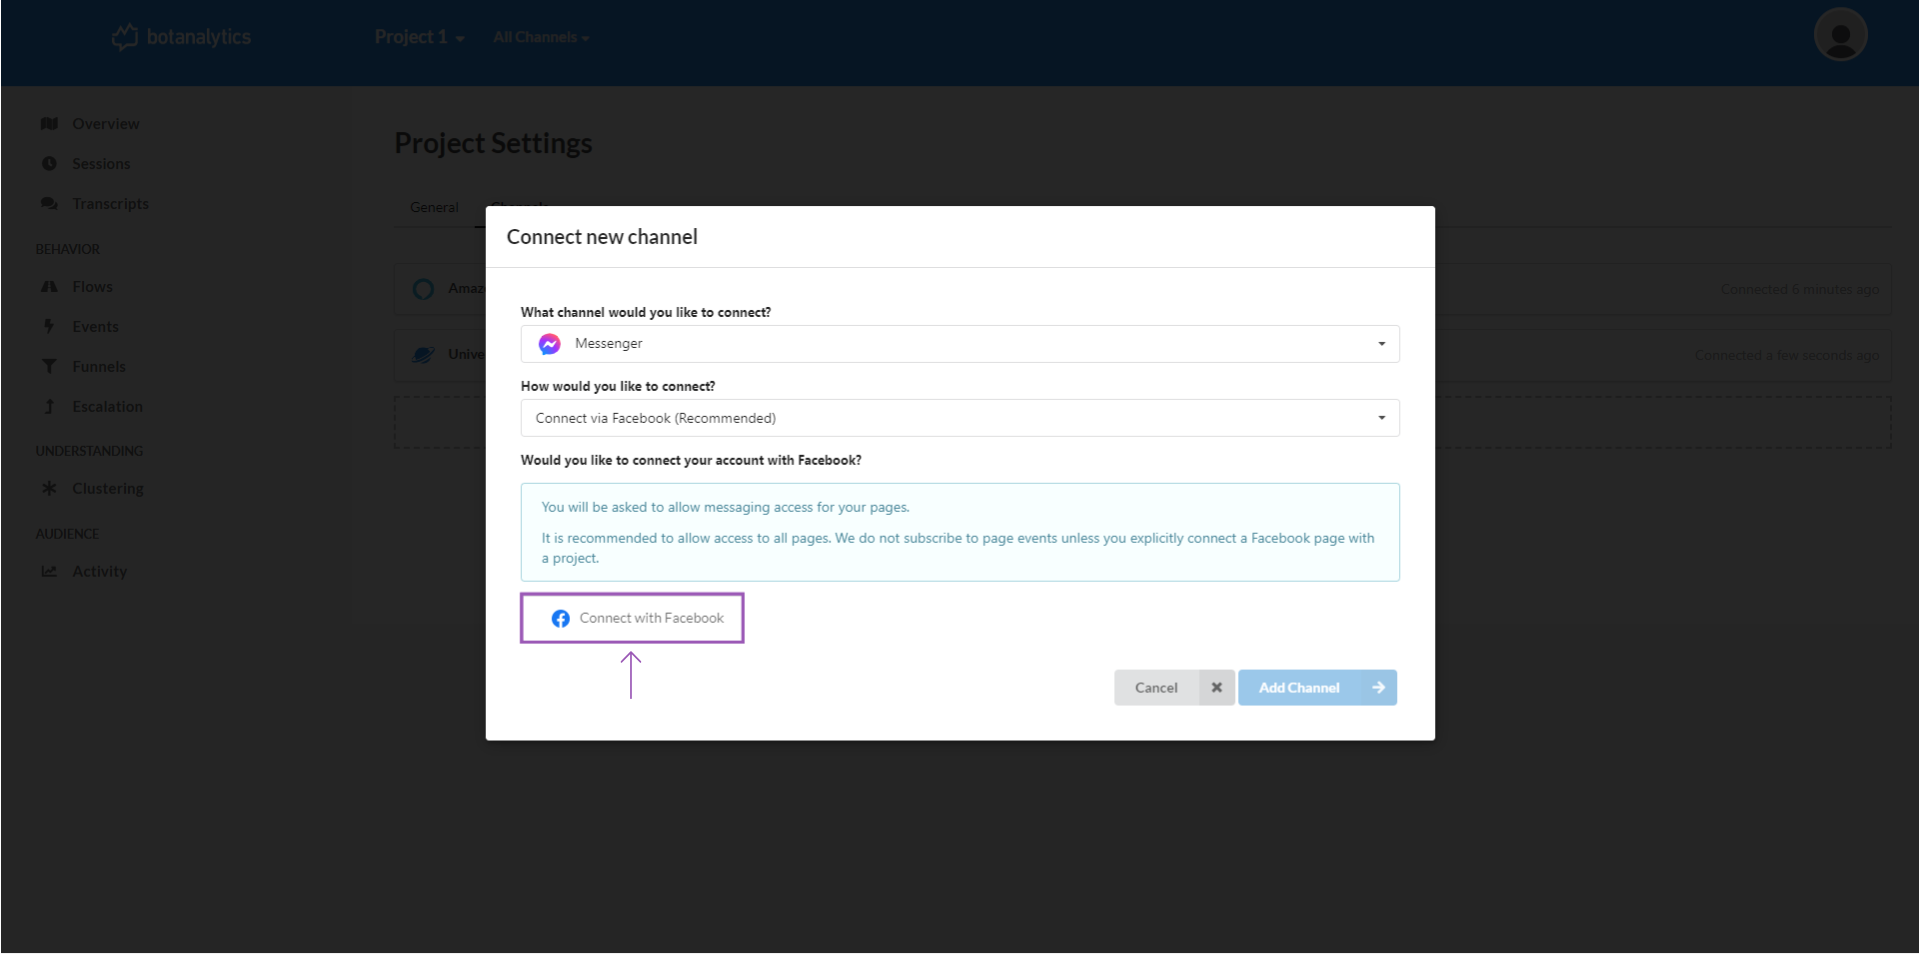 botanalytics
Project 1
All Channels
Overview
Sessions
Transcripts
BEHAVIOR
Flows
Events
Funnels
Escalation
UNDERSTANDING
Clustering
AUDIENCE
Activity
Project Settings
General
Channels
Connected 6 minutes ago
Connected a few seconds ago
Connect new channel
What channel would you like to connect?
Messenger
How would you like to connect?
Connect via Facebook (Recommended)
Would you like to connect your account with Facebook?
You will be asked to allow messaging access for your pages.
It is recommended to allow access to all pages. We do not subscribe to page events unless you explicitly connect a Facebook page with
a project.
Connect with Facebook
Cancel
Add Channel